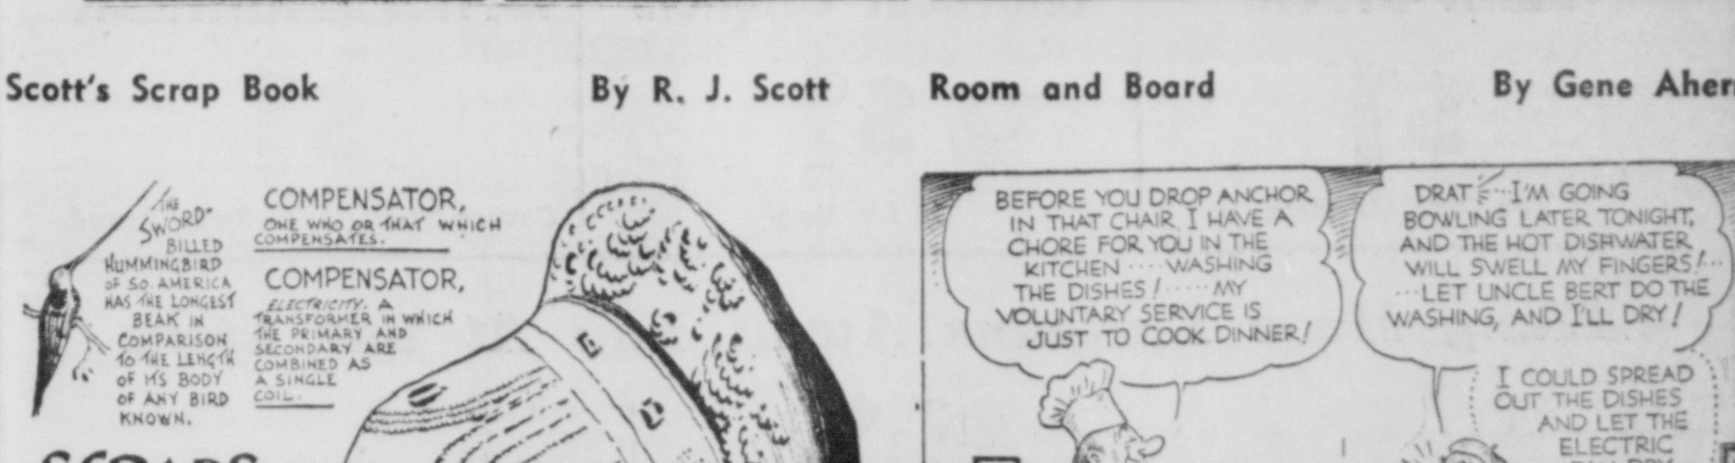 Scott's Scrap Book
By R. J. Scott
THE
SWORD-
BILLED
HUMMINGBIRD
OF SO. AMERICA
HAS THE LONGEST
BEAK IN
COMPARISON
TO THE LENGTH
OF ITS BODY
OF ANY BIRD
KNOWN.
COMPENSATOR,
ONE WHO OR THAT WHICH
COMPENSATES.
COMPENSATOR,
ELECTRICITY. A
TRANSFORMER IN WHICH
THE PRIMARY AND
SECONDARY ARE
COMBINED AS
A SINGLE
COIL.
SCRAPS
Room and Board
By Gene Ahern
BEFORE YOU DROP ANCHOR
IN THAT CHAIR, I HAVE A
CHORE FOR YOU IN THE
KITCHEN ···· WASHING
THE DISHES! ····· MY
VOLUNTARY SERVICE IS
JUST TO COOK DINNER!
DRAT! ··· I'M GOING
BOWLING LATER TONIGHT,
AND THE HOT DISHWATER
WILL SWELL MY FINGERS! ···
··· LET UNCLE BERT DO THE
WASHING, AND I'LL DRY!
I COULD SPREAD
OUT THE DISHES
AND LET THE
ELECTRIC